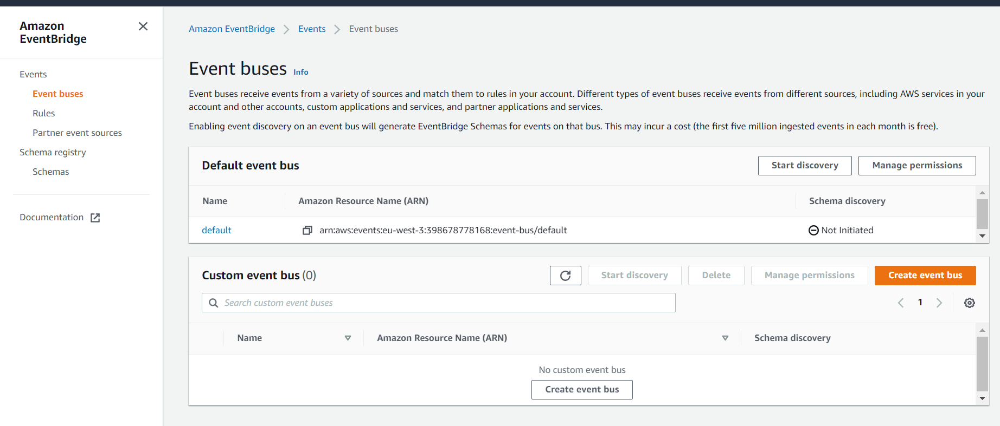 Amazon
EventBridge
Events
Event buses
Rules
Partner event sources
Schema registry
Schemas
Documentation
Amazon EventBridge
Events
Event buses
Event buses Info
Event buses receive events from a variety of sources and match them to rules in your account. Different types of event buses receive events from different sources, including AWS services in your
account and other accounts, custom applications and services, and partner applications and services.
Enabling event discovery on an event bus will generate EventBridge Schemas for events on that bus. This may incur a cost (the first five million ingested events in each month is free).
Default event bus
Start discovery
Manage permissions
Name
Amazon Resource Name (ARN)
Schema discovery
default
arn:aws:events:eu-west-3:398678778168:event-bus/default
Not Initiated
Custom event bus (0)
Start discovery
Delete
Manage permissions
Create event bus
Search custom event buses
1
Name
Amazon Resource Name (ARN)
Schema discovery
No custom event bus
Create event bus